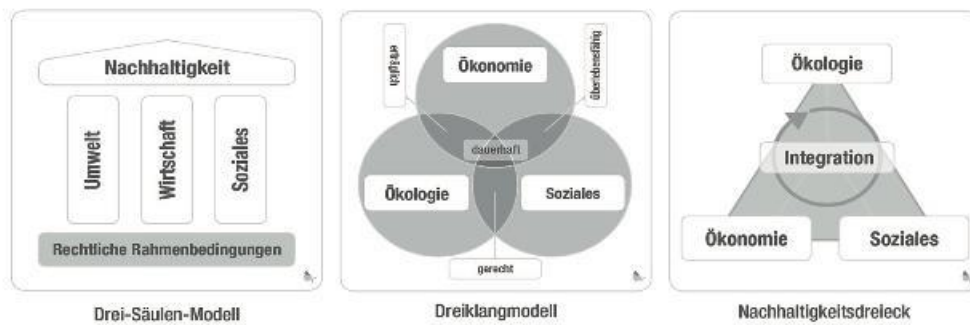 Nachhaltigkeit
Umwelt
Wirtschaft
Soziales
Rechtliche Rahmenbedingungen
Drei-Säulen-Modell
erträglich
Ökonomie
überlebensfähig
dauerhaft
Ökologie
Soziales
gerecht
Dreiklangmodell
Ökologie
Integration
Ökonomie
Soziales
Nachhaltigkeitsdreieck